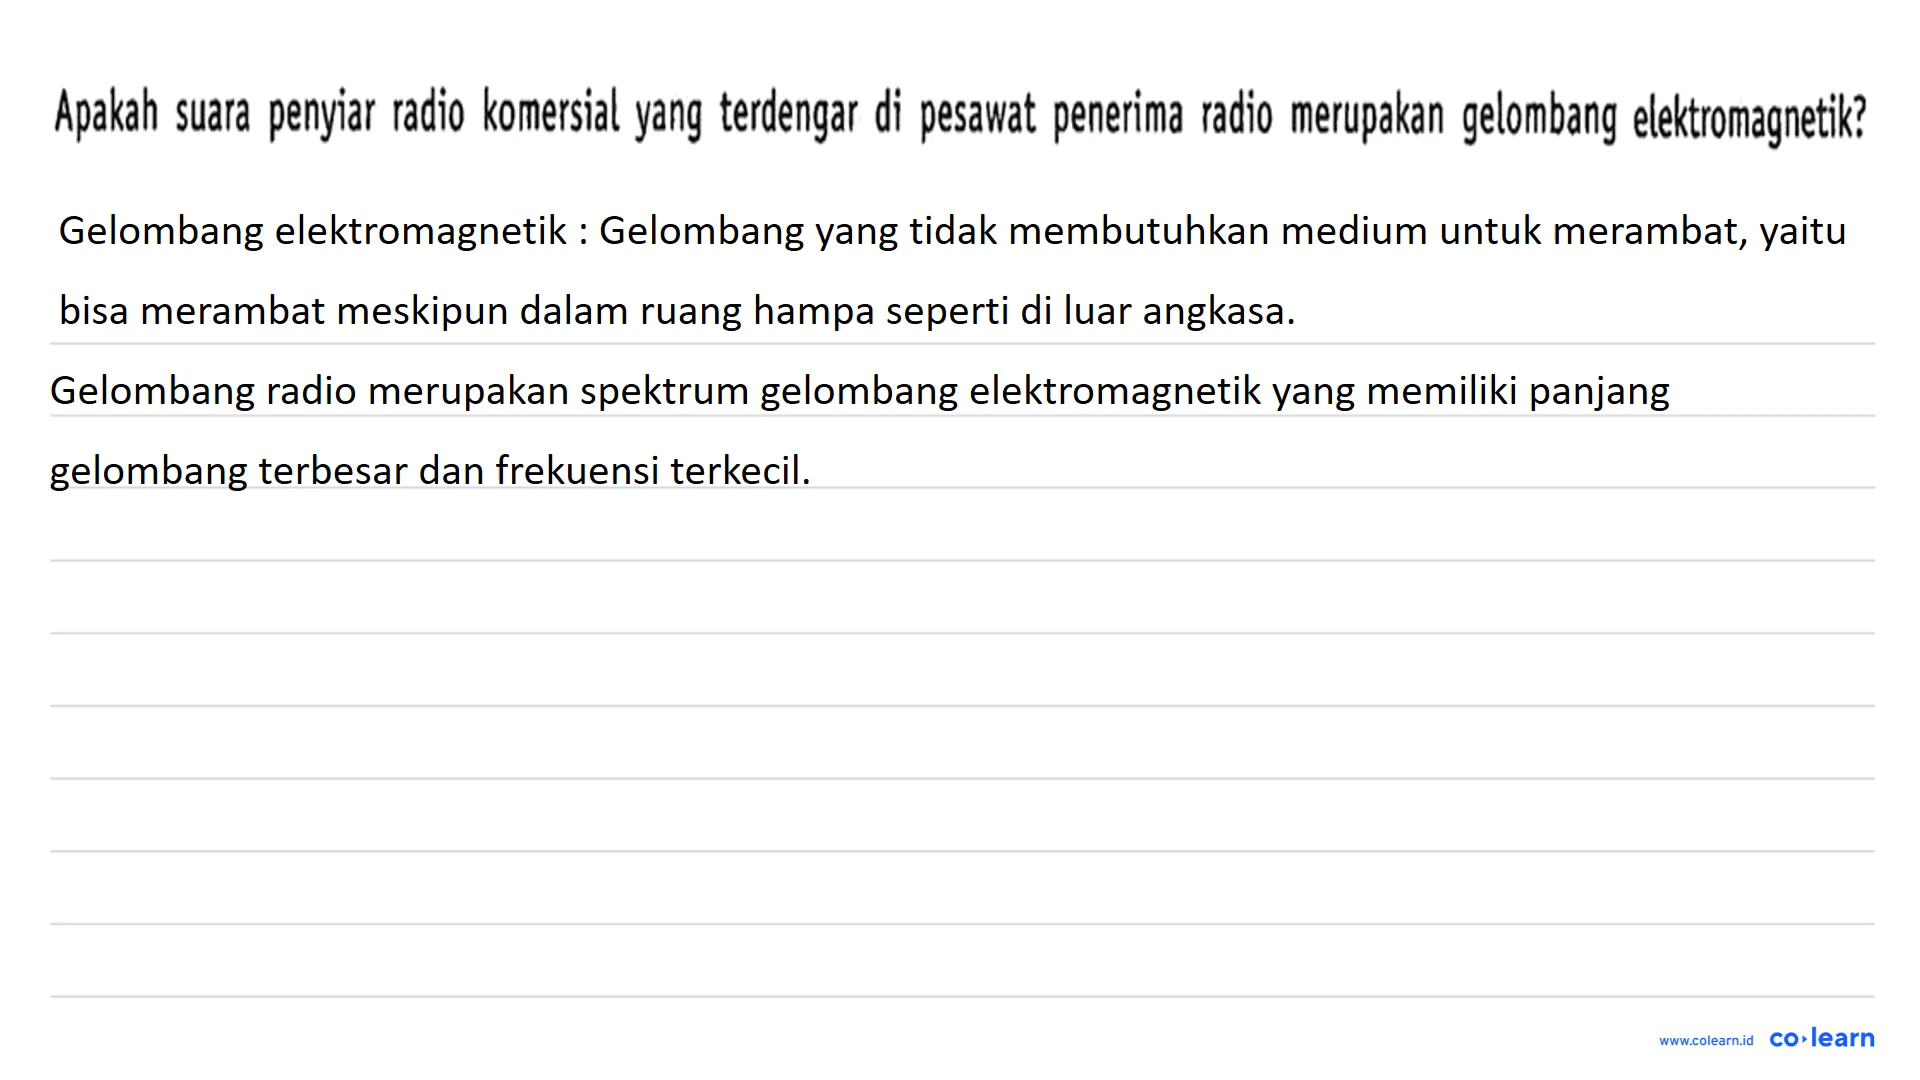 Apakah suara penyiar radio komersial yang terdengar di pesawat penerima radio merupakan gelombang elektromagnetik?
Gelombang elektromagnetik : Gelombang yang tidak membutuhkan medium untuk merambat, yaitu
bisa merambat meskipun dalam ruang hampa seperti di luar angkasa.
Gelombang radio merupakan spektrum gelombang elektromagnetik yang memiliki panjang
gelombang terbesar dan frekuensi terkecil.
www.colearn.id co learn